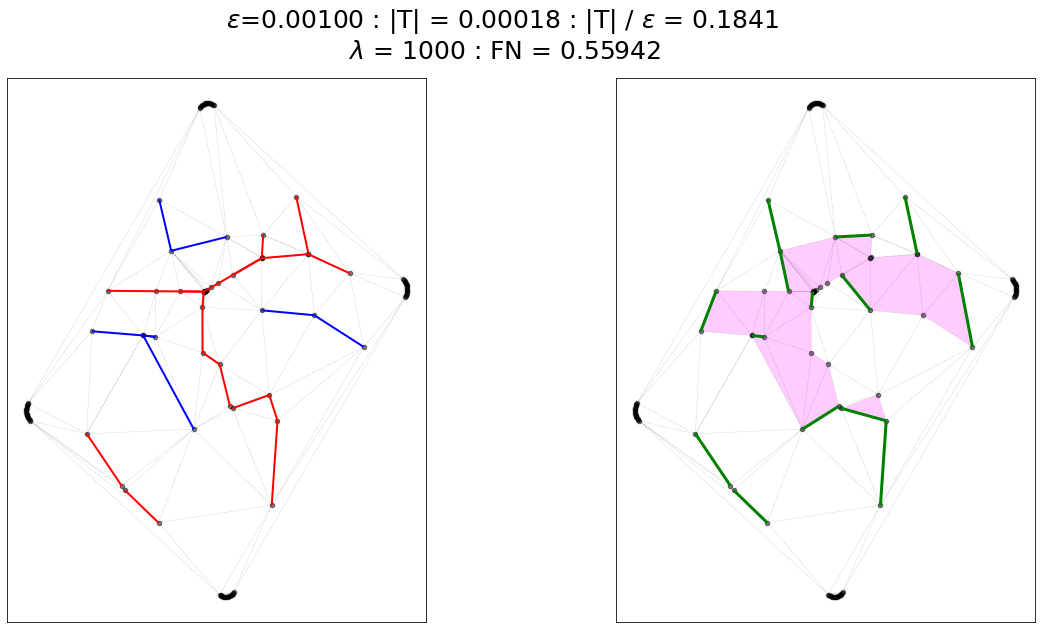 ε=0.00100 : |T| = 0.00018 : |T| / ε = 0.1841
λ = 1000 : FN = 0.55942